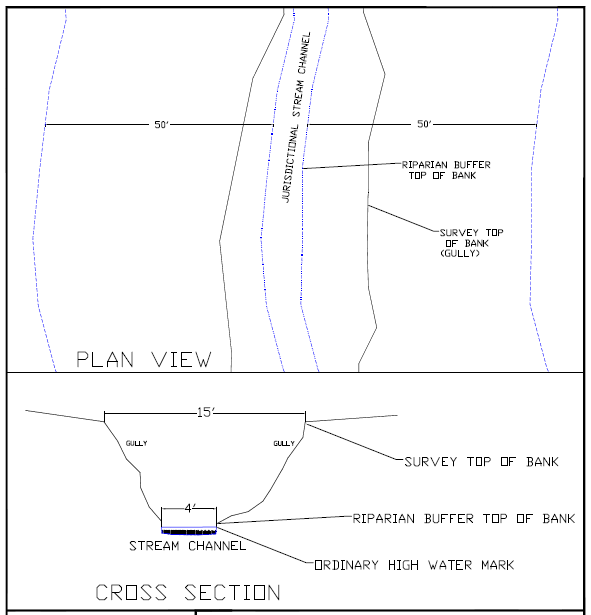 JURISDICTIONAL STREAM CHANNEL
50'
50'
RIPARIAN BUFFER
TOP OF BANK
SURVEY TOP
OF BANK
(GULLY)
PLAN VIEW
15'
GULLY
GULLY
SURVEY TOP OF BANK
4'
RIPARIAN BUFFER TOP OF BANK
STREAM CHANNEL
ORDINARY HIGH WATER MARK
CROSS SECTION